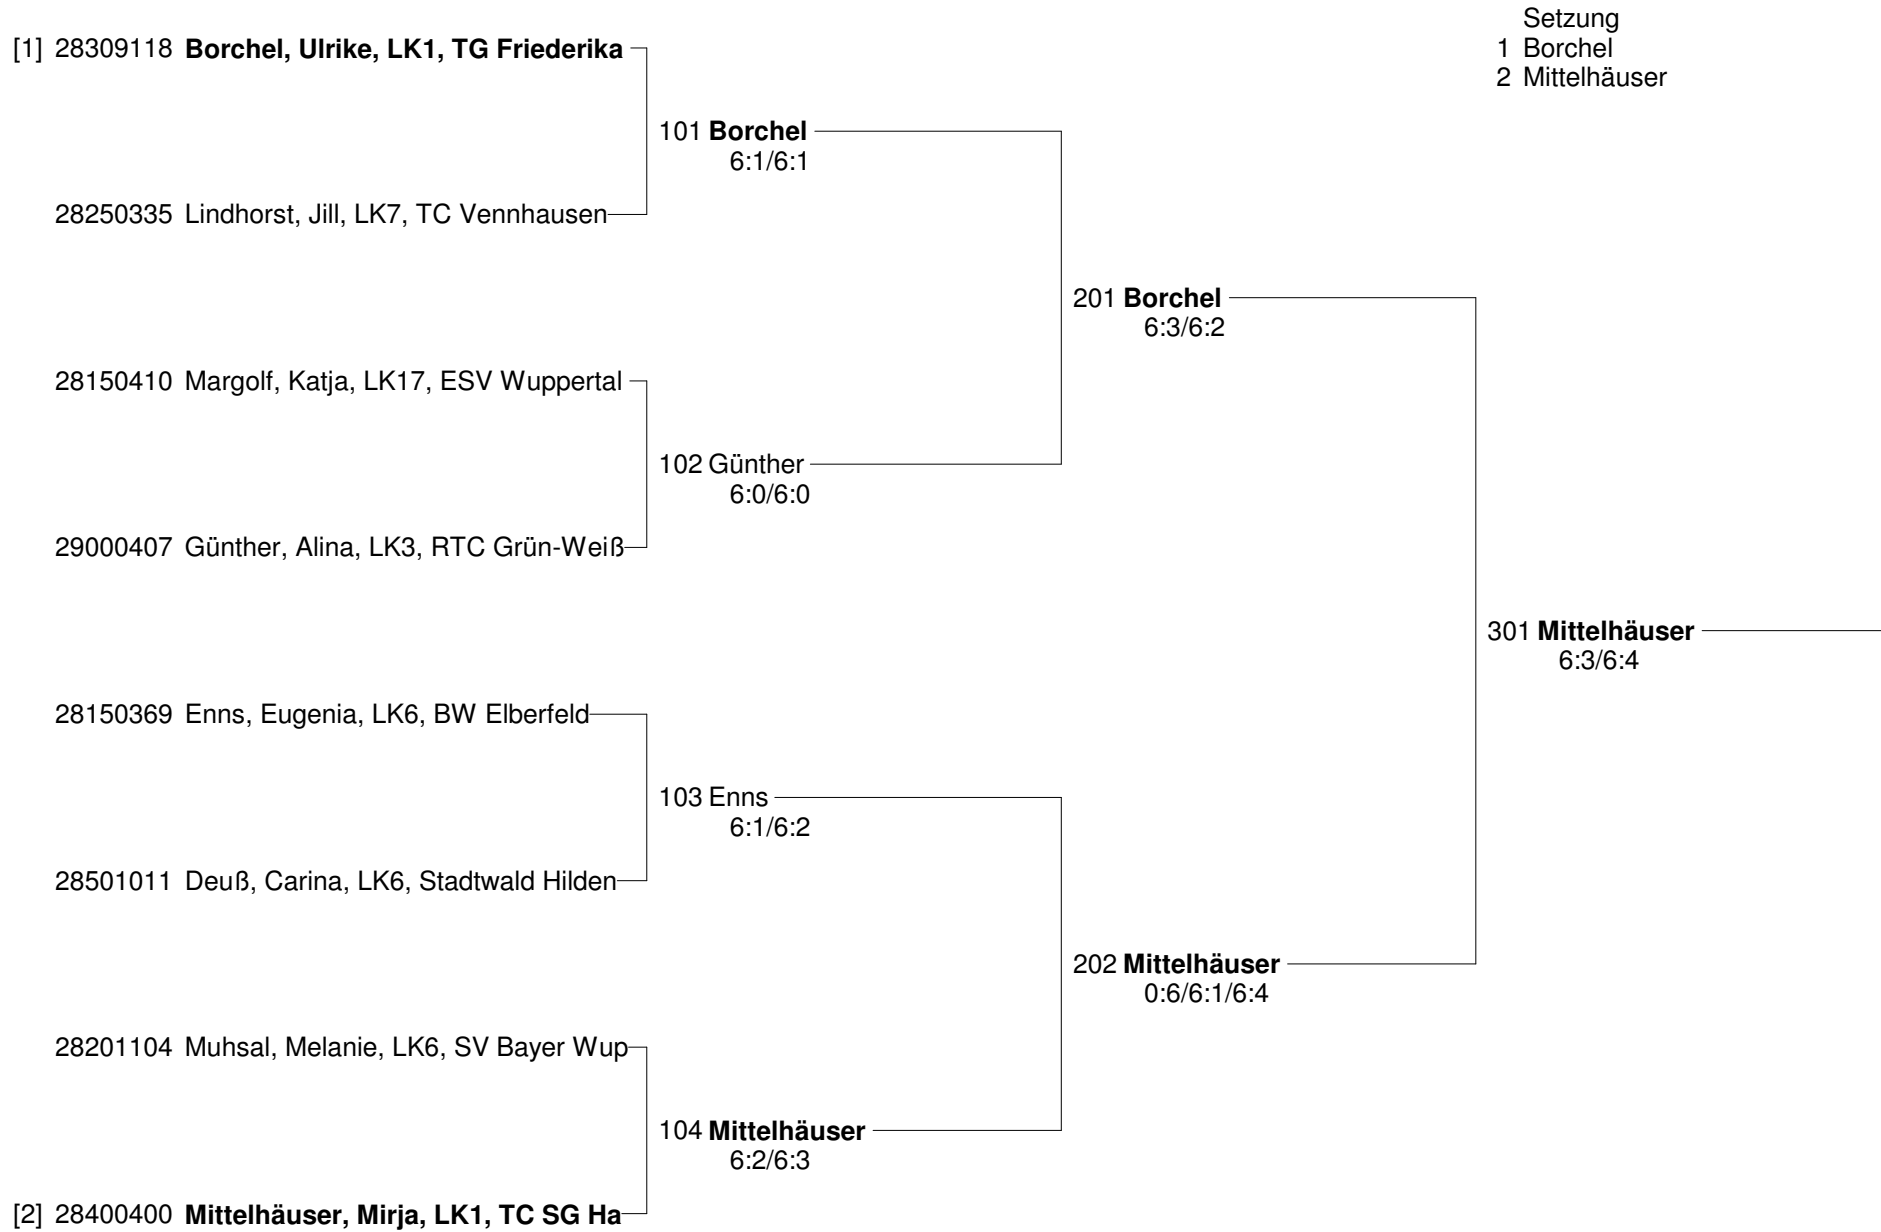 Setzung
1 Borchel
2 Mittelhäuser
[1] 28309118 Borchel, Ulrike, LK1, TG Friederika
101 Borchel
6:1/6:1
28250335 Lindhorst, Jill, LK7, TC Vennhausen
201 Borchel
6:3/6:2
28150410 Margolf, Katja, LK17, ESV Wuppertal
102 Günther
6:0/6:0
29000407 Günther, Alina, LK3, RTC Grün-Weiß
301 Mittelhäuser
6:3/6:4
28150369 Enns, Eugenia, LK6, BW Elberfeld
103 Enns
6:1/6:2
28501011 Deuß, Carina, LK6, Stadtwald Hilden
202 Mittelhäuser
0:6/6:1/6:4
28201104 Muhsal, Melanie, LK6, SV Bayer Wup
104 Mittelhäuser
6:2/6:3
[2] 28400400 Mittelhäuser, Mirja, LK1, TC SG Ha